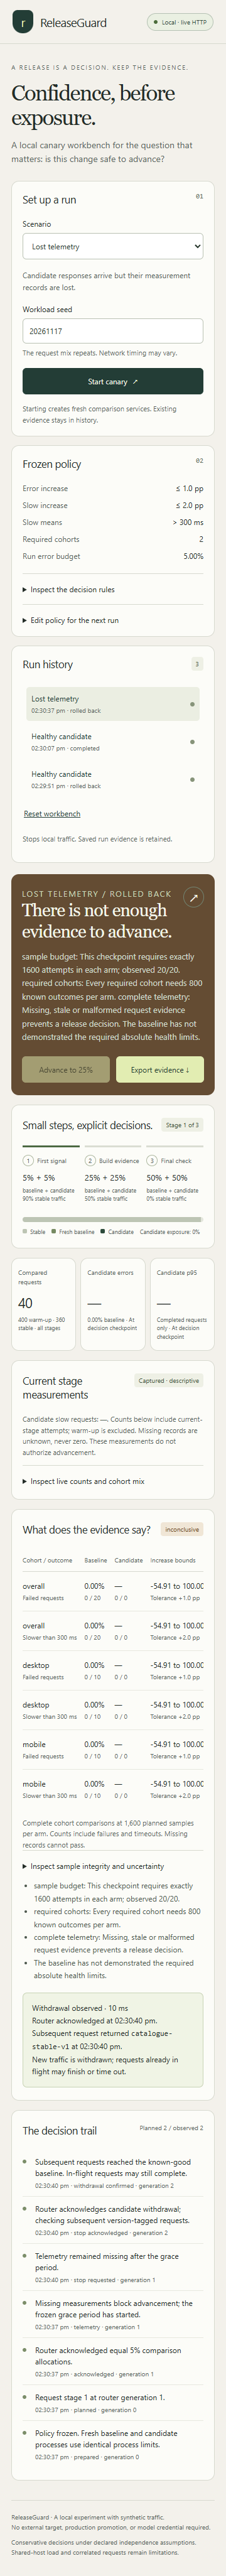 r ReleaseGuard
Local · live HTTP
A RELEASE IS A DECISION. KEEP THE EVIDENCE.
Confidence, before
exposure.
A local canary workbench for the question that
matters: is this change safe to advance?
Set up a run
01
Scenario
Lost telemetry
Candidate responses arrive but their measurement
records are lost.
Workload seed
20261117
The request mix repeats. Network timing may vary.
Start canary ↗
Starting creates fresh comparison services. Existing
evidence stays in history.
Frozen policy
02
Error increase ≤ 1.0 pp
Slow increase ≤ 2.0 pp
Slow means > 300 ms
Required cohorts 2
Run error budget 5.00%
▶ Inspect the decision rules
▶ Edit policy for the next run
Run history
3
Lost telemetry
02:30:37 pm · rolled back
Healthy candidate
02:30:07 pm · completed
Healthy candidate
02:29:51 pm · rolled back
Reset workbench
Stops local traffic. Saved run evidence is retained.
LOST TELEMETRY / ROLLED BACK
↗
There is not enough
evidence to advance.
sample budget: This checkpoint requires exactly
1600 attempts in each arm; observed 20/20.
required cohorts: Every required cohort needs 800
known outcomes per arm. complete telemetry:
Missing, stale or malformed request evidence
prevents a release decision. The baseline has not
demonstrated the required absolute health limits.
Advance to 25%
Export evidence ↓
Small steps, explicit decisions.
Stage 1 of 3
1 First signal
5% + 5%
baseline + candidate
90% stable traffic
2 Build evidence
25% + 25%
baseline + candidate
50% stable traffic
3 Final check
50% + 50%
baseline + candidate
0% stable traffic
Stable Fresh baseline Candidate Candidate exposure: 0%
Compared
requests
40
400 warm-up · 360
stable · all stages
Candidate errors
—
0.00% baseline · At
decision checkpoint
Candidate p95
—
Completed requests
only · At decision
checkpoint
Current stage
measurements
Captured · descriptive
Candidate slow requests: —. Counts below include current-
stage attempts; warm-up is excluded. Missing records are
unknown, never zero. These measurements do not
authorize advancement.
▶ Inspect live counts and cohort mix
What does the evidence say?
inconclusive
Cohort / outcome Baseline Candidate Increase bounds
overall 0.00% — -54.91 to 100.00
Failed requests 0 / 20 0 / 0 Tolerance +1.0 pp
overall 0.00% — -54.91 to 100.00
Slower than 300 ms 0 / 20 0 / 0 Tolerance +2.0 pp
desktop 0.00% — -54.91 to 100.00
Failed requests 0 / 10 0 / 0 Tolerance +1.0 pp
desktop 0.00% — -54.91 to 100.00
Slower than 300 ms 0 / 10 0 / 0 Tolerance +2.0 pp
mobile 0.00% — -54.91 to 100.00
Failed requests 0 / 10 0 / 0 Tolerance +1.0 pp
mobile 0.00% — -54.91 to 100.00
Slower than 300 ms 0 / 10 0 / 0 Tolerance +2.0 pp
Complete cohort comparisons at 1,600 planned samples
per arm. Counts include failures and timeouts. Missing
records cannot pass.
▶ Inspect sample integrity and uncertainty
• sample budget: This checkpoint requires exactly
1600 attempts in each arm; observed 20/20.
• required cohorts: Every required cohort needs 800
known outcomes per arm.
• complete telemetry: Missing, stale or malformed
request evidence prevents a release decision.
• The baseline has not demonstrated the required
absolute health limits.
Withdrawal observed · 10 ms
Router acknowledged at 02:30:40 pm.
Subsequent request returned catalogue-
stable-v1 at 02:30:40 pm.
New traffic is withdrawn; requests already in
flight may finish or time out.
The decision trail
Planned 2 / observed 2
Subsequent requests reached the known-good
baseline. In-flight requests may still complete.
02:30:40 pm · withdrawal confirmed · generation 2
Router acknowledged candidate withdrawal;
checking subsequent version-tagged requests.
02:30:40 pm · stop acknowledged · generation 2
Telemetry remained missing after the grace
period.
02:30:40 pm · stop requested · generation 1
Missing measurements block advancement; the
frozen grace period has started.
02:30:37 pm · telemetry · generation 1
Router acknowledged equal 5% comparison
allocations.
02:30:37 pm · acknowledged · generation 1
Request stage 1 at router generation 1.
02:30:37 pm · planned · generation 0
Policy frozen. Fresh baseline and candidate
processes use identical process limits.
02:30:37 pm · prepared · generation 0
ReleaseGuard · A local experiment with synthetic traffic.
No external target, production promotion, or model credential required.
Conservative decisions under declared independence assumptions.
Shared-host load and correlated requests remain limitations.